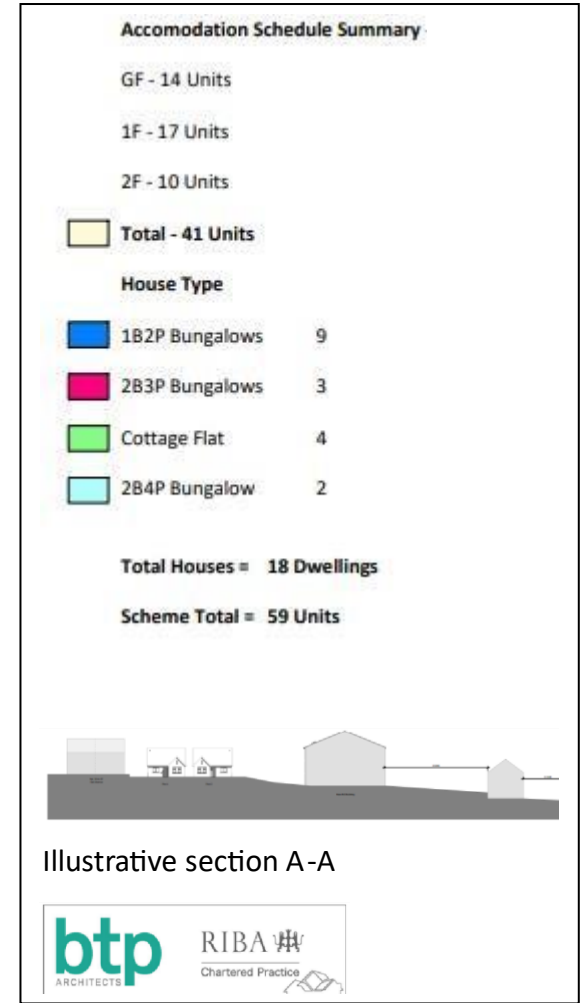 Accomodation Schedule Summary
GF - 14 Units
1F - 17 Units
2F - 10 Units
Total - 41 Units
House Type
1B2P Bungalows 9
2B3P Bungalows 3
Cottage Flat 4
2B4P Bungalow 2
Total Houses = 18 Dwellings
Scheme Total = 59 Units
Illustrative section A-A
btp
ARCHITECTS
RIBA
Chartered Practice